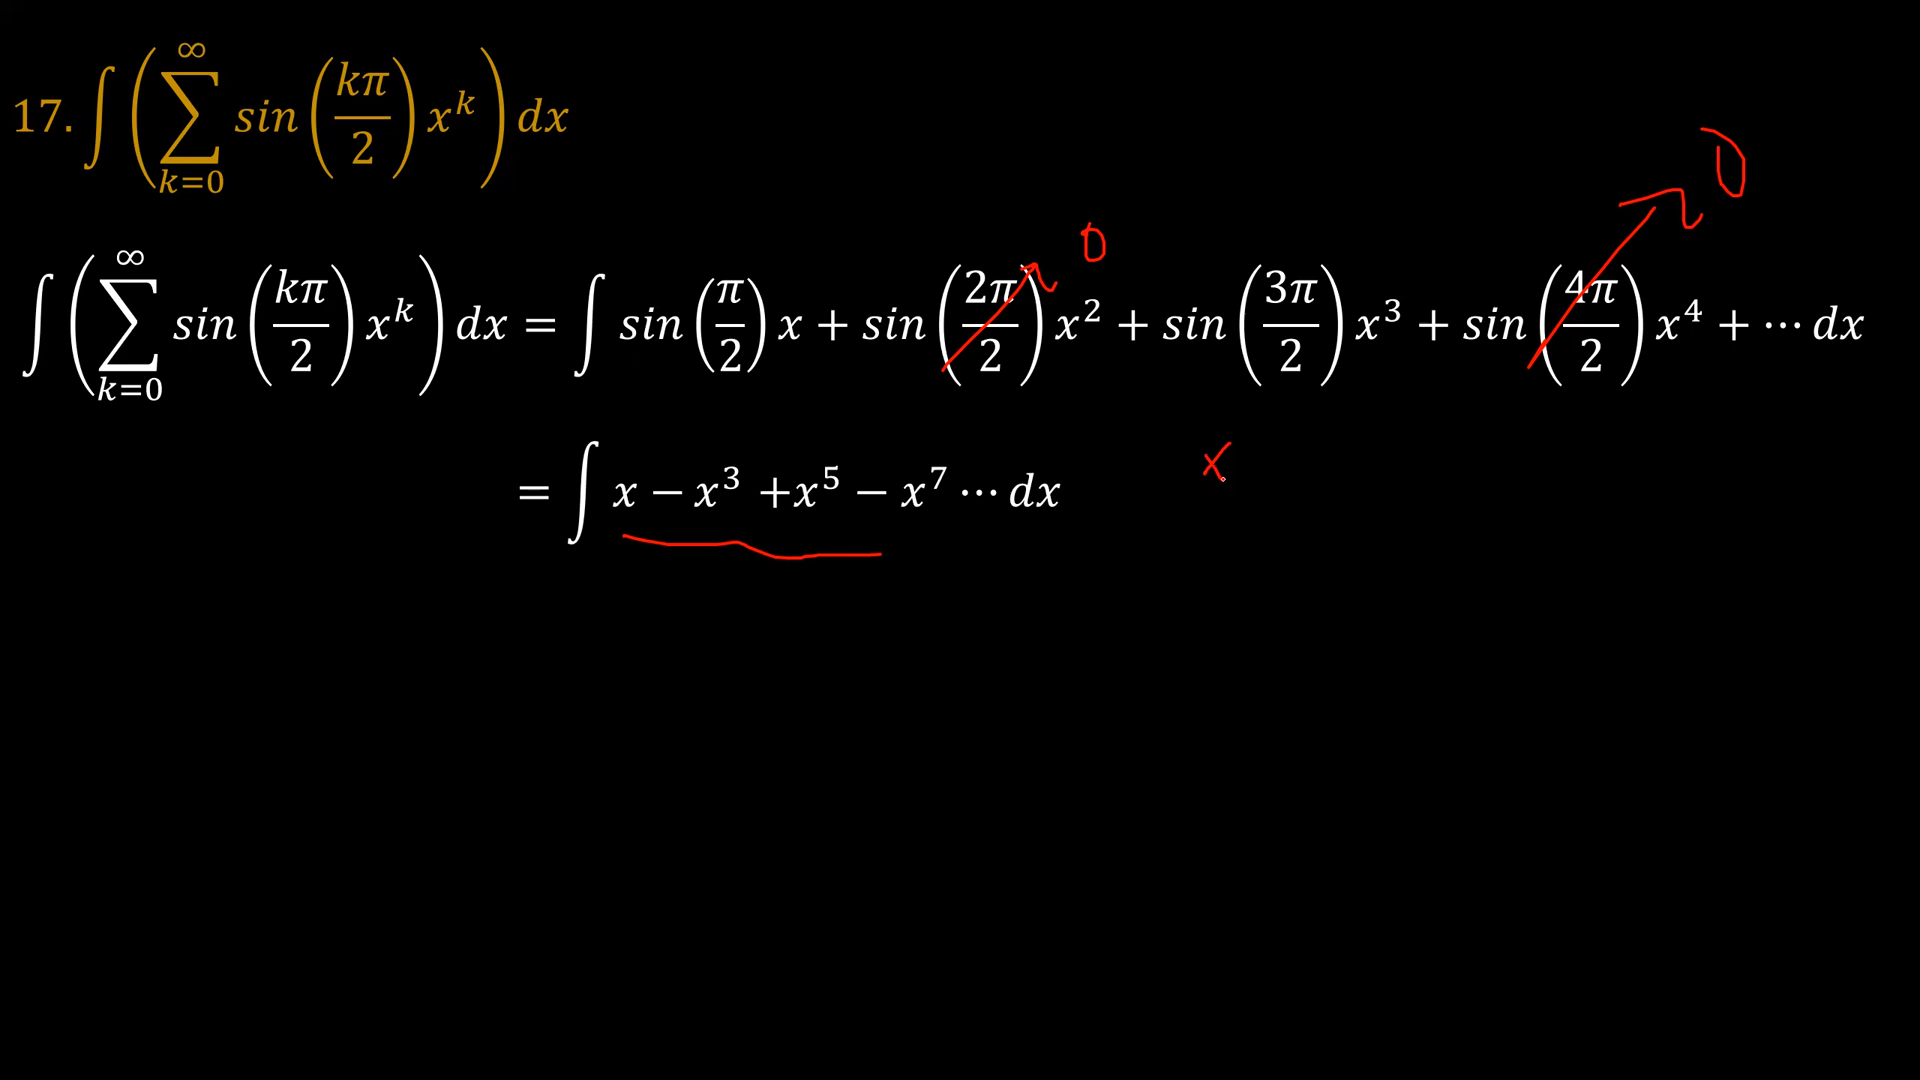 17. ∫ (∑_{k=0}^{∞} sin(kπ/2) x^k) dx
0
0
∫ (∑_{k=0}^{∞} sin(kπ/2) x^k) dx = ∫ sin(π/2) x + sin(2π/2) x² + sin(3π/2) x³ + sin(4π/2) x⁴ + ⋯ dx
= ∫ x − x³ +x⁵ − x⁷ ⋯ dx
x